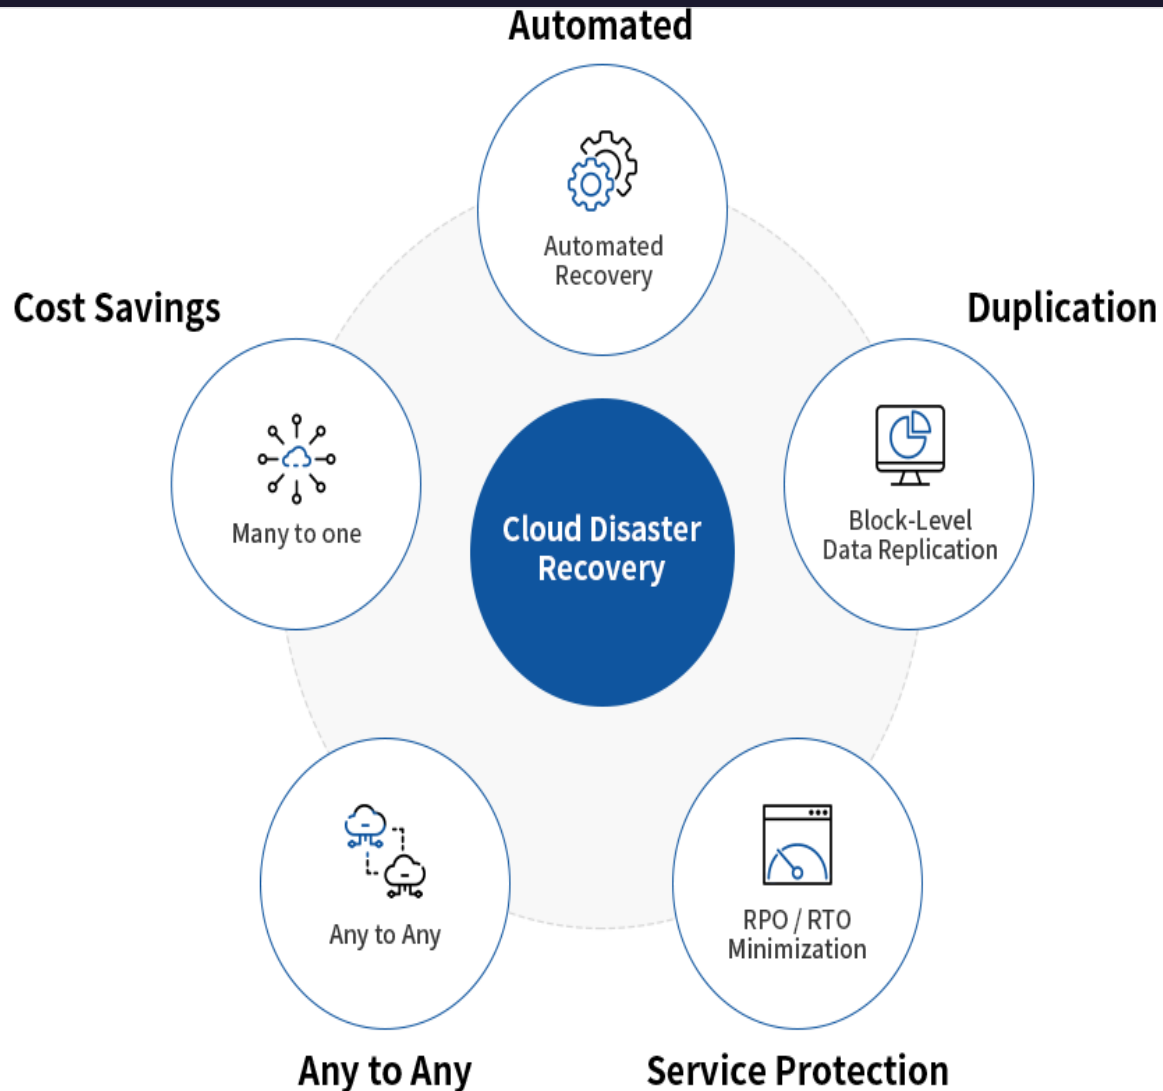 Automated
Automated
Recovery
Cost Savings
Many to one
Duplication
Block-Level
Data Replication
Cloud Disaster
Recovery
Any to Any
Any to Any
RPO / RTO
Minimization
Service Protection